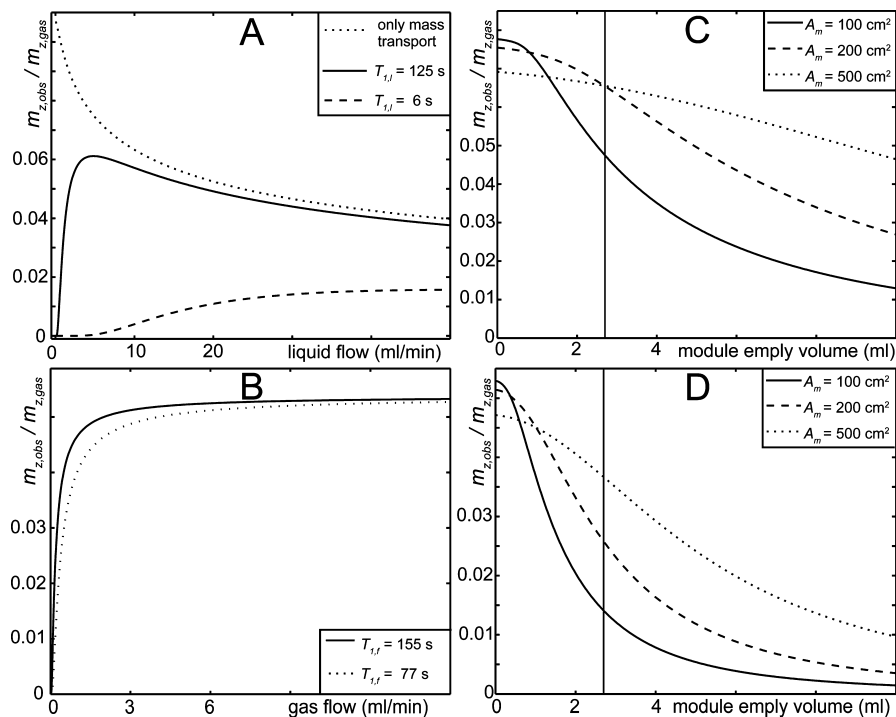 A
m_z,obs / m_z,gas
only mass
transport
T_1,l = 125 s
T_1,l = 6 s
0.06
0.04
0.02
0
0
10
20
liquid flow (ml/min)
C
m_z,obs / m_z,gas
A_m = 100 cm²
A_m = 200 cm²
A_m = 500 cm²
0.04
0.03
0.02
0.01
0
0
2
4
module emply volume (ml)
B
m_z,obs / m_z,gas
0.03
0.02
0.01
0
T_1,f = 155 s
T_1,f = 77 s
0
3
6
gas flow (ml/min)
D
m_z,obs / m_z,gas
A_m = 100 cm²
A_m = 200 cm²
A_m = 500 cm²
0.03
0.02
0.01
0
0
2
4
module emply volume (ml)